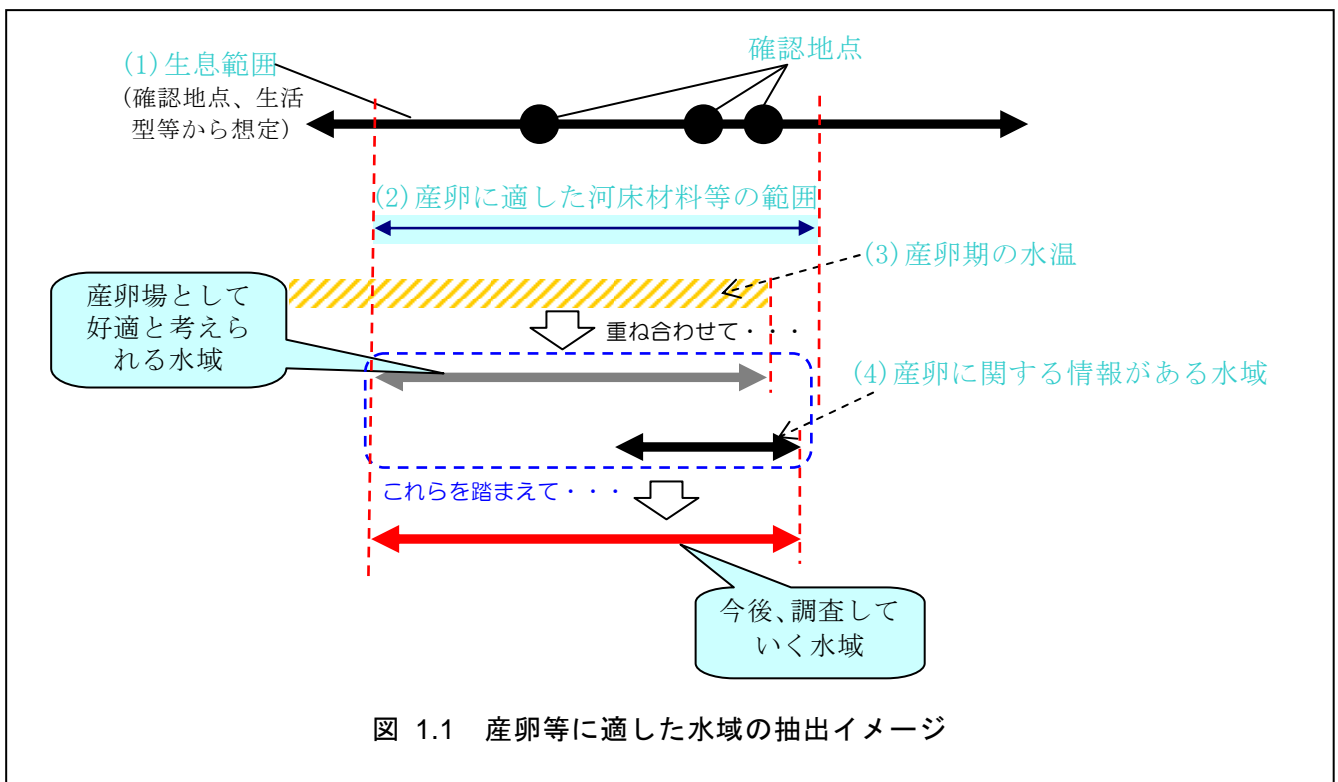 確認地点
(1)生息範囲
(確認地点、生活
型等から想定)
(2)産卵に適した河床材料等の範囲
(3)産卵期の水温
産卵場として
好適と考えら
れる水域
重ね合わせて・・・
(4)産卵に関する情報がある水域
これらを踏まえて・・・
今後、調査して
いく水域
図 1.1 産卵等に適した水域の抽出イメージ